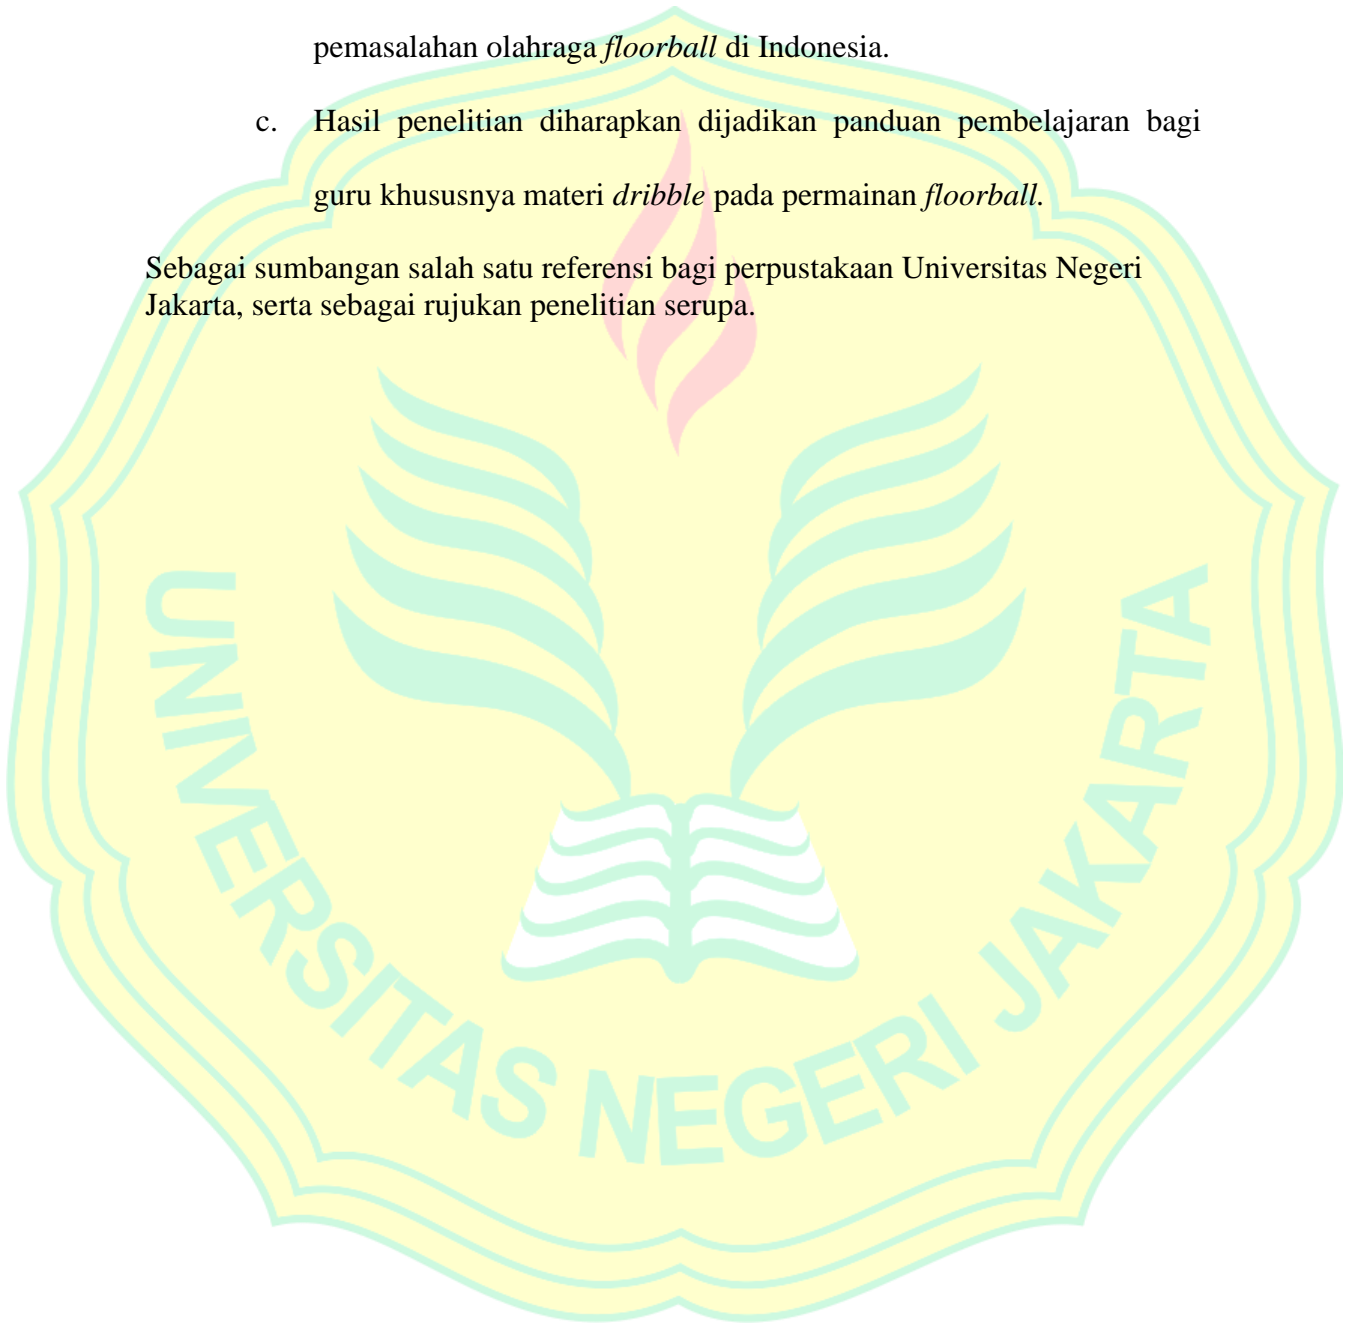 pemasalahan olahraga floorball di Indonesia.
c. Hasil penelitian diharapkan dijadikan panduan pembelajaran bagi
guru khususnya materi dribble pada permainan floorball.
Sebagai sumbangan salah satu referensi bagi perpustakaan Universitas Negeri
Jakarta, serta sebagai rujukan penelitian serupa.
UNIVERSITAS NEGERI JAKARTA